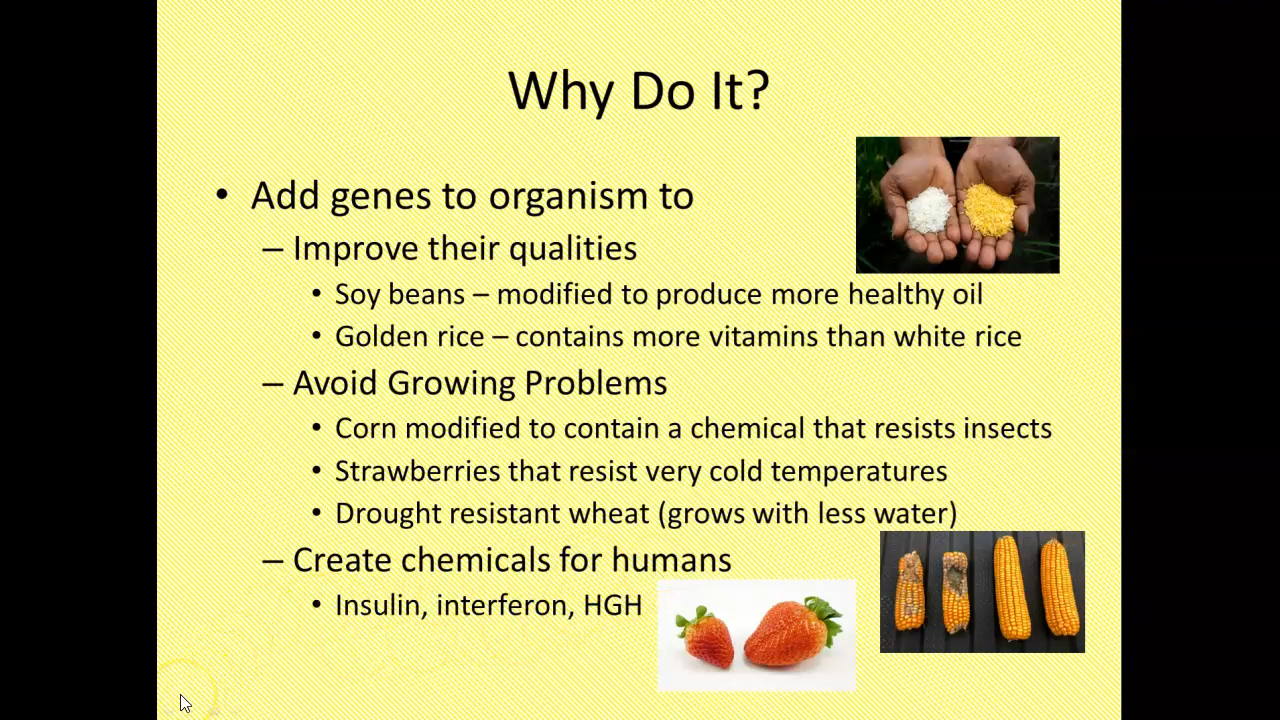 Why Do It?
• Add genes to organism to
– Improve their qualities
• Soy beans – modified to produce more healthy oil
• Golden rice – contains more vitamins than white rice
– Avoid Growing Problems
• Corn modified to contain a chemical that resists insects
• Strawberries that resist very cold temperatures
• Drought resistant wheat (grows with less water)
– Create chemicals for humans
• Insulin, interferon, HGH